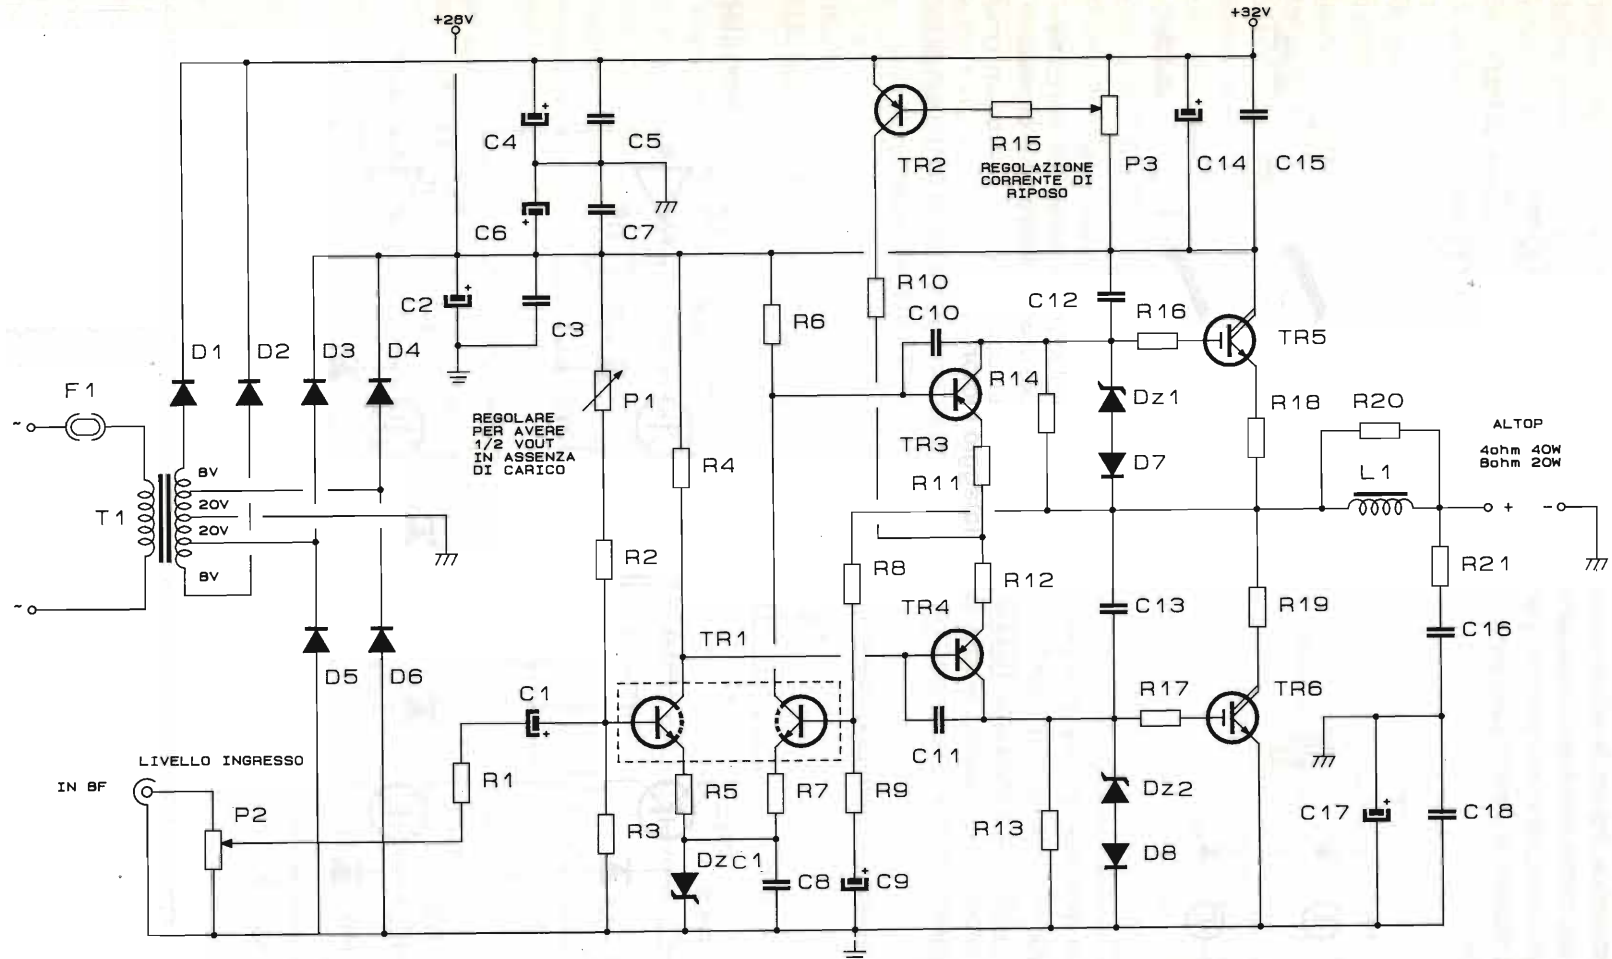 +28V
+32V
C4
C5
TR2
R15
REGOLAZIONE
CORRENTE DI
RIPOSO
P3
C14
C15
C6
C7
C2
C3
R10
C10
C12
R16
R6
TR5
D1
D2
D3
D4
F1
P1
REGOLARE
PER AVERE
1/2 VOUT
IN ASSENZA
DI CARICO
R14
Dz1
R18
R20
ALTOP
4ohm 40W
8ohm 20W
TR3
R4
R11
D7
L1
~
8V
20V
T1
20V
8V
+
-
R2
R8
R12
R21
TR4
C13
R19
C16
~
TR1
D5
D6
C1
R17
TR6
C11
LIVELLO INGRESSO
IN BF
P2
R1
R5
R7
R9
Dz2
R3
R13
C17
C18
DzC1
C8
C9
D8